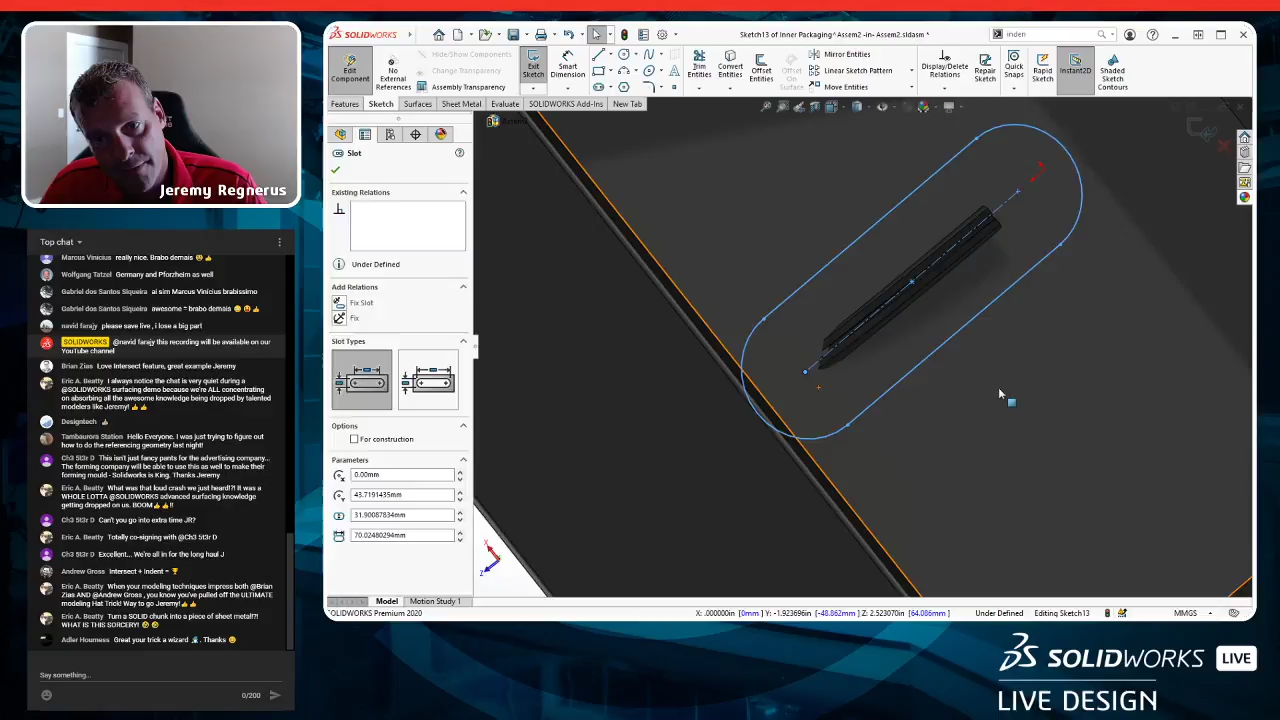 SOLIDWORKS
Sketch13 of Inner Packaging^Assem2 -in- Assem2.sldasm *
inden
Edit Component
No External References
Hide/Show Components
Change Transparency
Assembly Transparency
Exit Sketch
Smart Dimension
Trim Entities
Convert Entities
Offset Entities
Offset On Surface
Mirror Entities
Linear Sketch Pattern
Move Entities
Display/Delete Relations
Repair Sketch
Quick Snaps
Rapid Sketch
Instant2D
Shaded Sketch Contours
Features
Sketch
Surfaces
Sheet Metal
Evaluate
SOLIDWORKS Add-Ins
New Tab
Slot
Existing Relations
Under Defined
Add Relations
Fix Slot
Fix
Slot Types
Options
For construction
Parameters
0.00mm
43.7191435mm
31.90087834mm
70.02480294mm
Model
Motion Study 1
SOLIDWORKS Premium 2020
X: .000000in [0mm] Y: -1.923696in [-48.862mm] Z: 2.523070in [64.086mm]
Under Defined
Editing Sketch13
MMGS
Jeremy Regnerus
Top chat
Marcus Vinicius really nice. Brabo demais
Wolfgang Tatzel Germany and Pforzheim as well
Gabriel dos Santos Siqueira ai sim Marcus Vinícius brabissimo
Gabriel dos Santos Siqueira awesome = brabo demais
navid farajy please save live , i lose a big part
SOLIDWORKS @navid farajy this recording will be available on our
YouTube channel
Brian Zias Love Intersect feature, great example Jeremy
Eric A. Beatty I always notice the chat is very quiet during a
@SOLIDWORKS surfacing demo because we're ALL concentrating
on absorbing all the awesome knowledge being dropped by talented
modelers like Jeremy!
Designtech
Tambaurora Station Hello Everyone. I was just trying to figure out
how to do the referencing geometry last night!
Ch3 5t3r D This isn't just fancy pants for the advertising company...
The forming company will be able to use this as well to make their
forming mould - Solidworks is King. Thanks Jeremy
Eric A. Beatty What was that loud crash we just heard!!?! It was a
WHOLE LOTTA @SOLIDWORKS advanced surfacing knowledge
getting dropped on us. BOOM !!
Ch3 5t3r D Can't you go into extra time JR?
Eric A. Beatty Totally co-signing with @Ch3 5t3r D
Ch3 5t3r D Excellent... We're all in for the long haul J
Andrew Gross Intersect + Indent =
Eric A. Beatty When your modeling techniques impress both @Brian
Zias AND @Andrew Gross , you know you've pulled off the ULTIMATE
modeling Hat Trick! Way to go Jeremy!
Eric A. Beatty Turn a SOLID chunk into a piece of sheet metal?!
WHAT IS THIS SORCERY!
Adler Houmess Great your trick a wizard . Thanks
Say something...
0/200
SOLIDWORKS LIVE
LIVE DESIGN